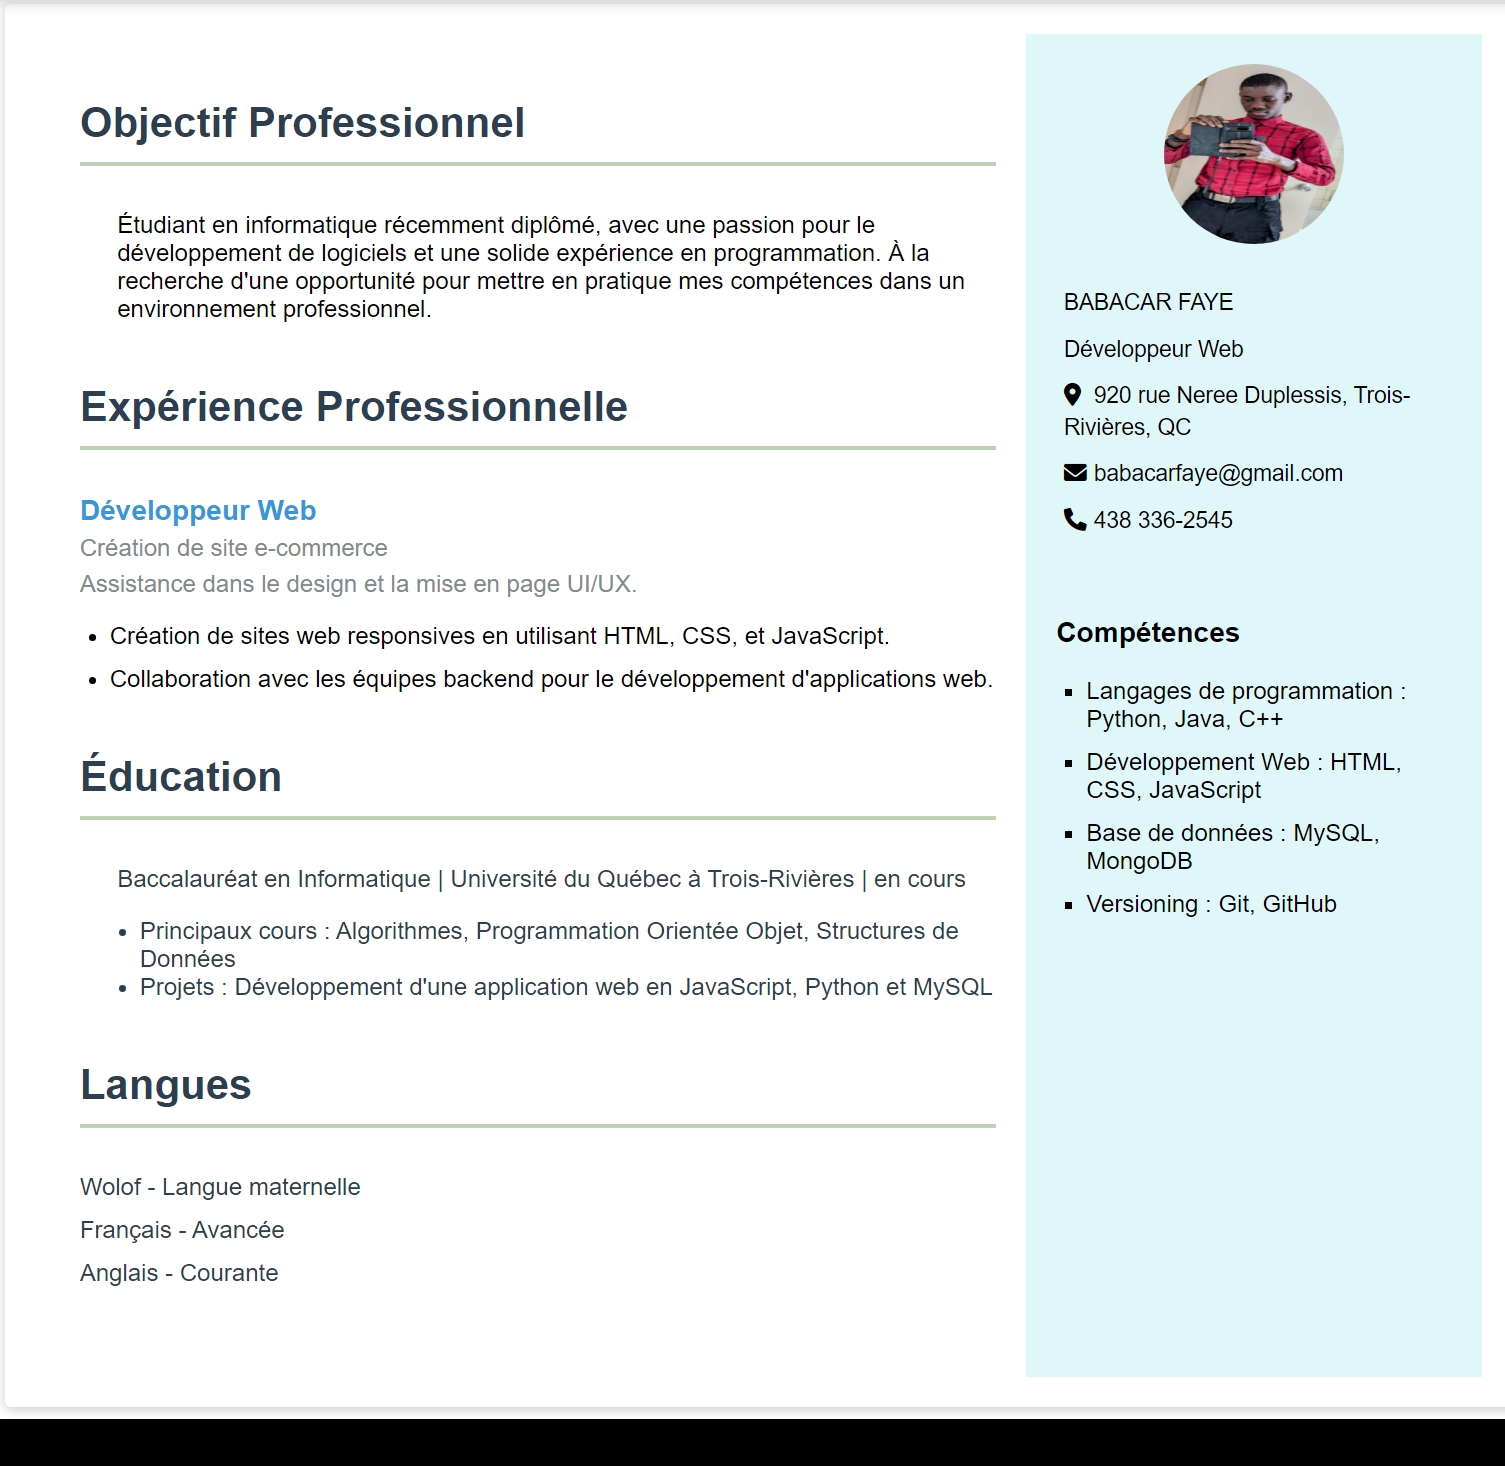 Objectif Professionnel
Étudiant en informatique récemment diplômé, avec une passion pour le
développement de logiciels et une solide expérience en programmation. À la
recherche d'une opportunité pour mettre en pratique mes compétences dans un
environnement professionnel.
Expérience Professionnelle
Développeur Web
Création de site e-commerce
Assistance dans le design et la mise en page UI/UX.
• Création de sites web responsives en utilisant HTML, CSS, et JavaScript.
• Collaboration avec les équipes backend pour le développement d'applications web.
Éducation
Baccalauréat en Informatique | Université du Québec à Trois-Rivières | en cours
• Principaux cours : Algorithmes, Programmation Orientée Objet, Structures de
Données
• Projets : Développement d'une application web en JavaScript, Python et MySQL
Langues
Wolof - Langue maternelle
Français - Avancée
Anglais - Courante
BABACAR FAYE
Développeur Web
920 rue Neree Duplessis, Trois-
Rivières, QC
babacarfaye@gmail.com
438 336-2545
Compétences
▪ Langages de programmation :
Python, Java, C++
▪ Développement Web : HTML,
CSS, JavaScript
▪ Base de données : MySQL,
MongoDB
▪ Versioning : Git, GitHub